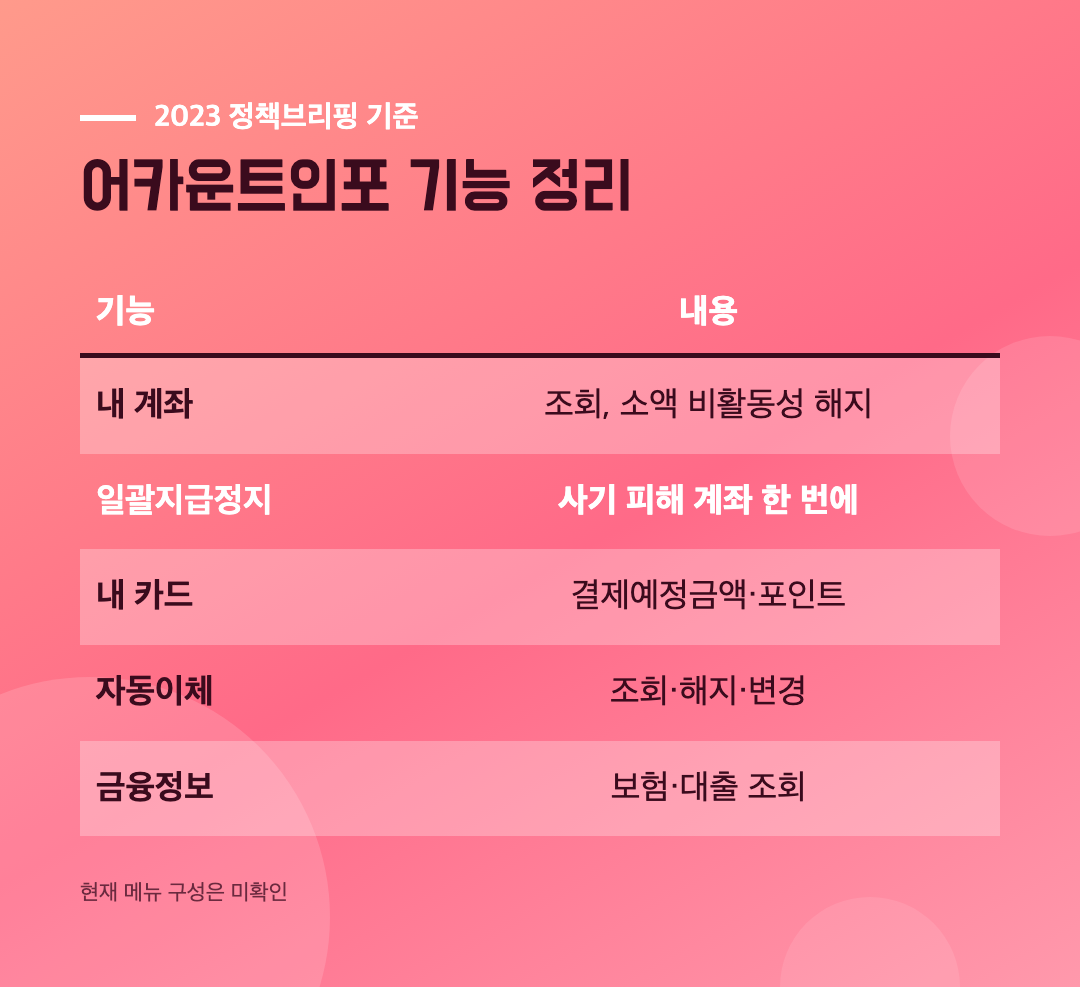 2023 정책브리핑 기준
어카운트인포 기능 정리
기능 내용
내 계좌 조회, 소액 비활동성 해지
일괄지급정지 사기 피해 계좌 한 번에
내 카드 결제예정금액·포인트
자동이체 조회·해지·변경
금융정보 보험·대출 조회
현재 메뉴 구성은 미확인